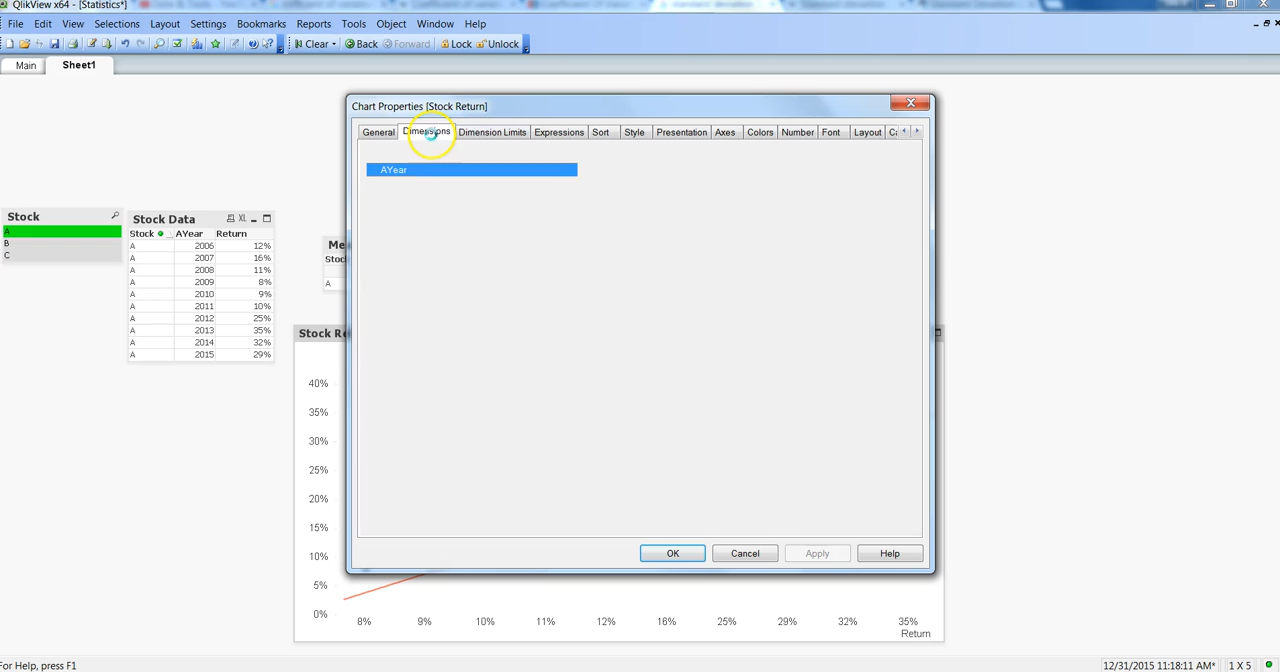 QlikView x64 - [Statistics*]
File Edit View Selections Layout Settings Bookmarks Reports Tools Object Window Help
Clear Back Forward Lock Unlock
Main Sheet1
Chart Properties [Stock Return]
General Dimensions Dimension Limits Expressions Sort Style Presentation Axes Colors Number Font Layout Ca
AYear
Stock
A
B
C
Stock Data XL
Stock AYear Return
A 2006 12%
A 2007 16%
A 2008 11%
A 2009 8%
A 2010 9%
A 2011 10%
A 2012 25%
A 2013 35%
A 2014 32%
A 2015 29%
Me
Stoc
A
Stock Re
40%
35%
30%
25%
20%
15%
10%
5%
0%
8% 9% 10% 11% 12% 16% 25% 29% 32% 35%
Return
OK Cancel Apply Help
For Help, press F1
12/31/2015 11:18:11 AM* 1 X 5